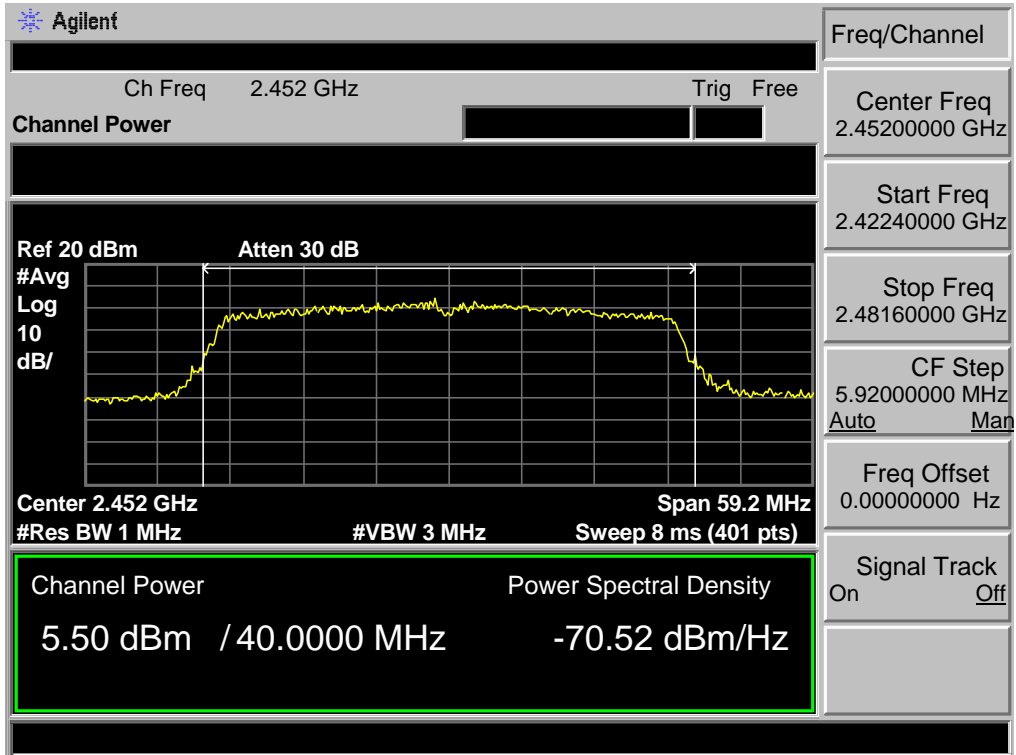 Agilent
Freq/Channel
Ch Freq 2.452 GHz Trig Free
Channel Power
Center Freq
2.45200000 GHz
Start Freq
2.42240000 GHz
Ref 20 dBm Atten 30 dB
#Avg
Log
10
dB/
Stop Freq
2.48160000 GHz
CF Step
5.92000000 MHz
Auto Man
Center 2.452 GHz Span 59.2 MHz
#Res BW 1 MHz #VBW 3 MHz Sweep 8 ms (401 pts)
Freq Offset
0.00000000 Hz
Channel Power Power Spectral Density
5.50 dBm / 40.0000 MHz -70.52 dBm/Hz
Signal Track
On Off